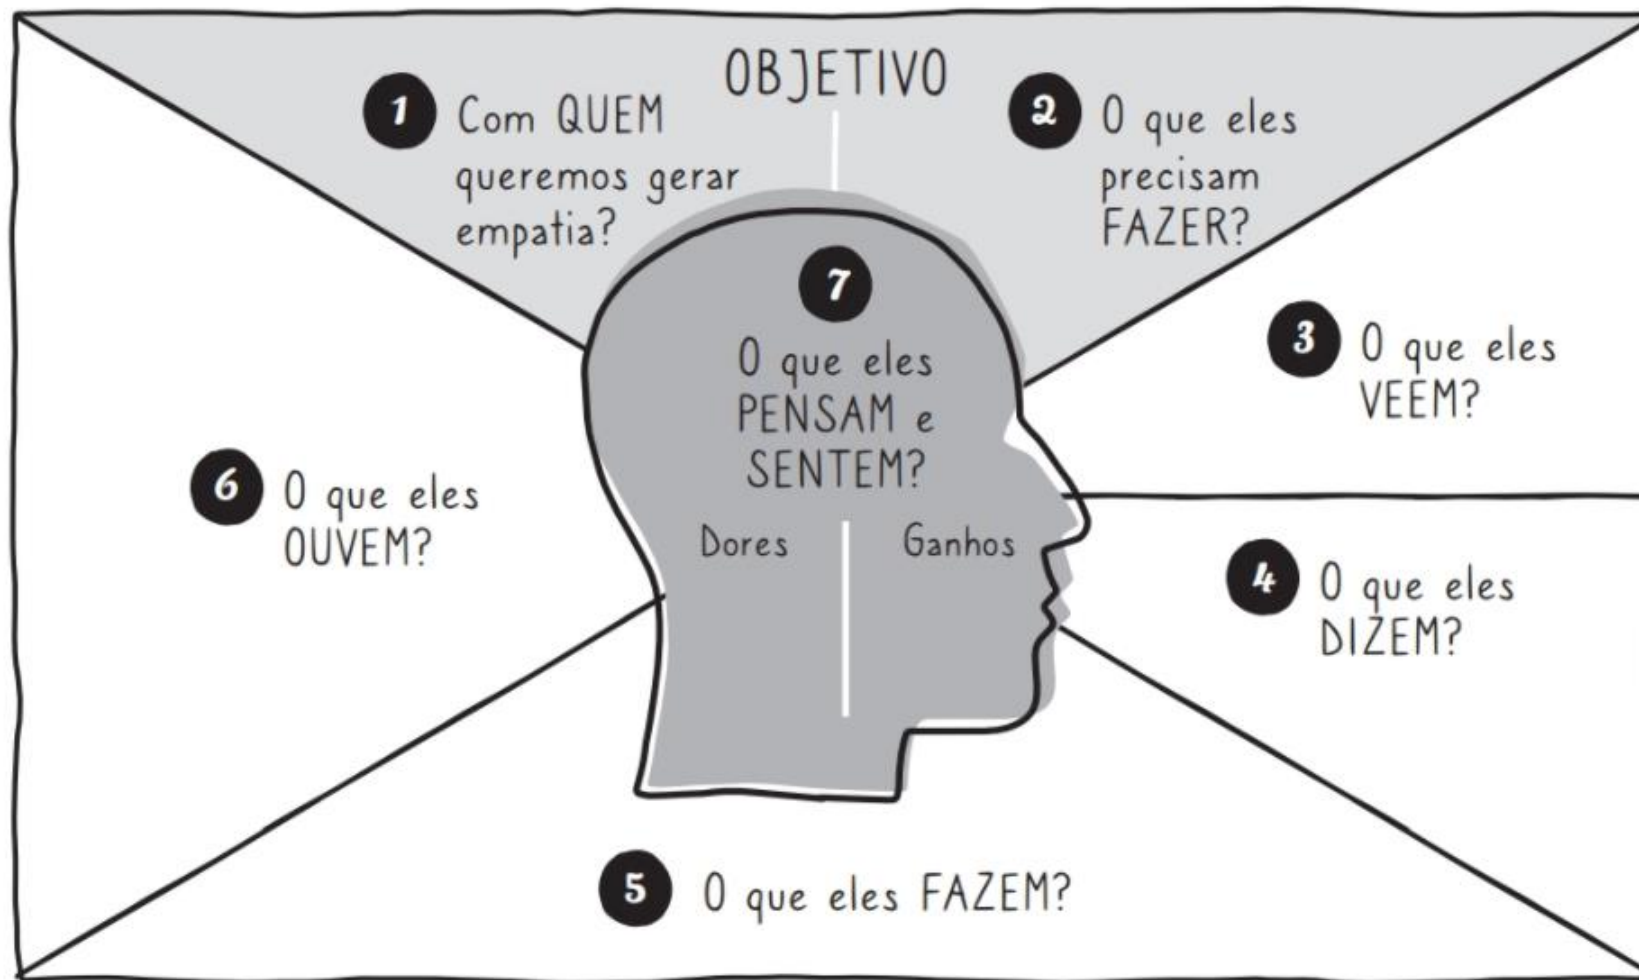 OBJETIVO
1 Com QUEM
queremos gerar
empatia?
2 O que eles
precisam
FAZER?
3 O que eles
VEEM?
4 O que eles
DIZEM?
5 O que eles FAZEM?
6 O que eles
OUVEM?
7
O que eles
PENSAM e
SENTEM?
Dores
Ganhos